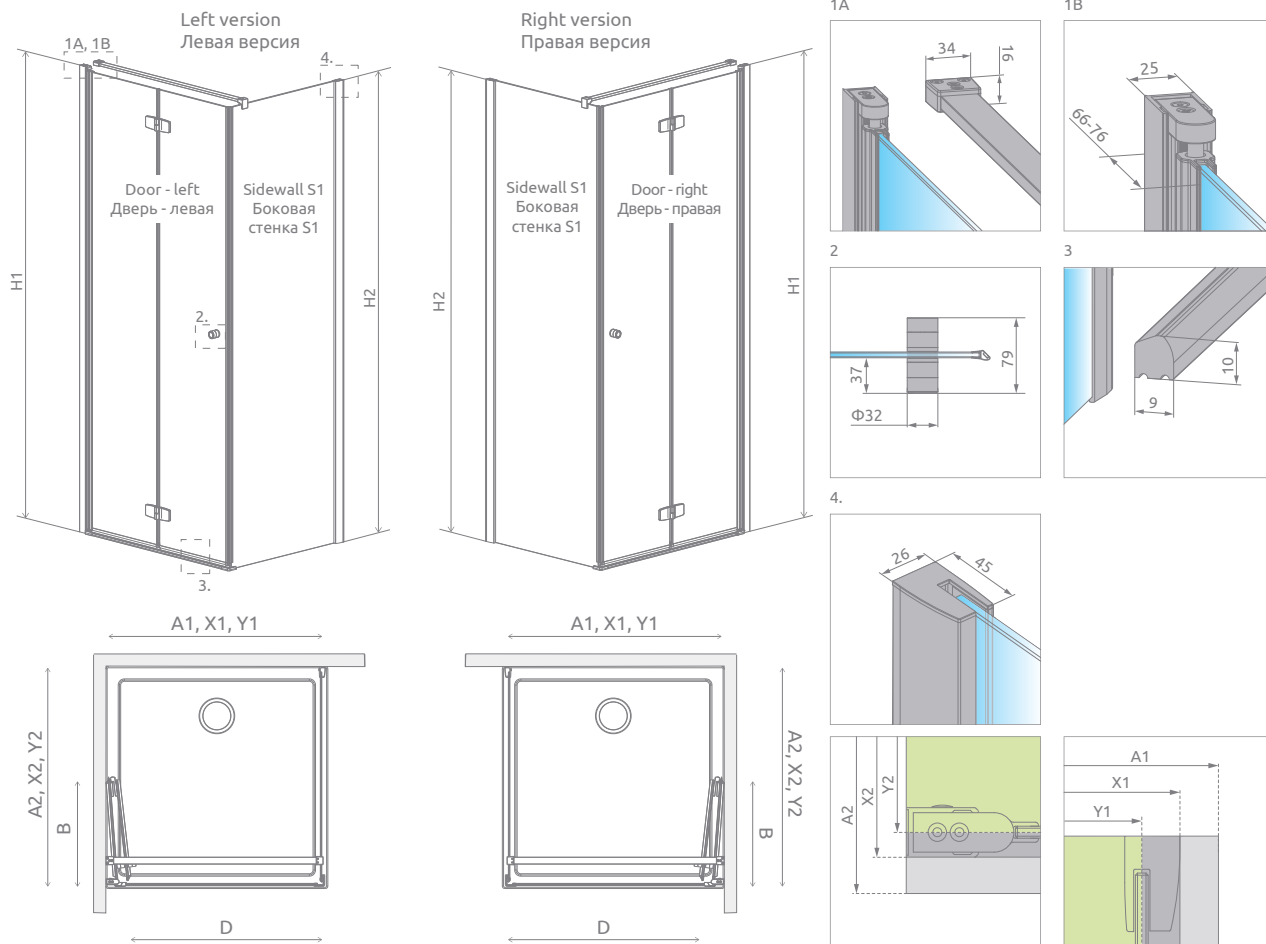 Left version
Левая версия
Right version
Правая версия
1A, 1B
4.
H1
Door - left
Дверь - левая
Sidewall S1
Боковая
стенка S1
H2
2.
3.
H2
Sidewall S1
Боковая
стенка S1
Door - right
Дверь - правая
H1
1A
34
16
1B
25
66-76
2
37
79
Ф32
3
10
9
4.
26
45
A1, X1, Y1
A2, X2, Y2
B
D
A1, X1, Y1
A2, X2, Y2
B
D
A2
X2
Y2
A1
X1
Y1